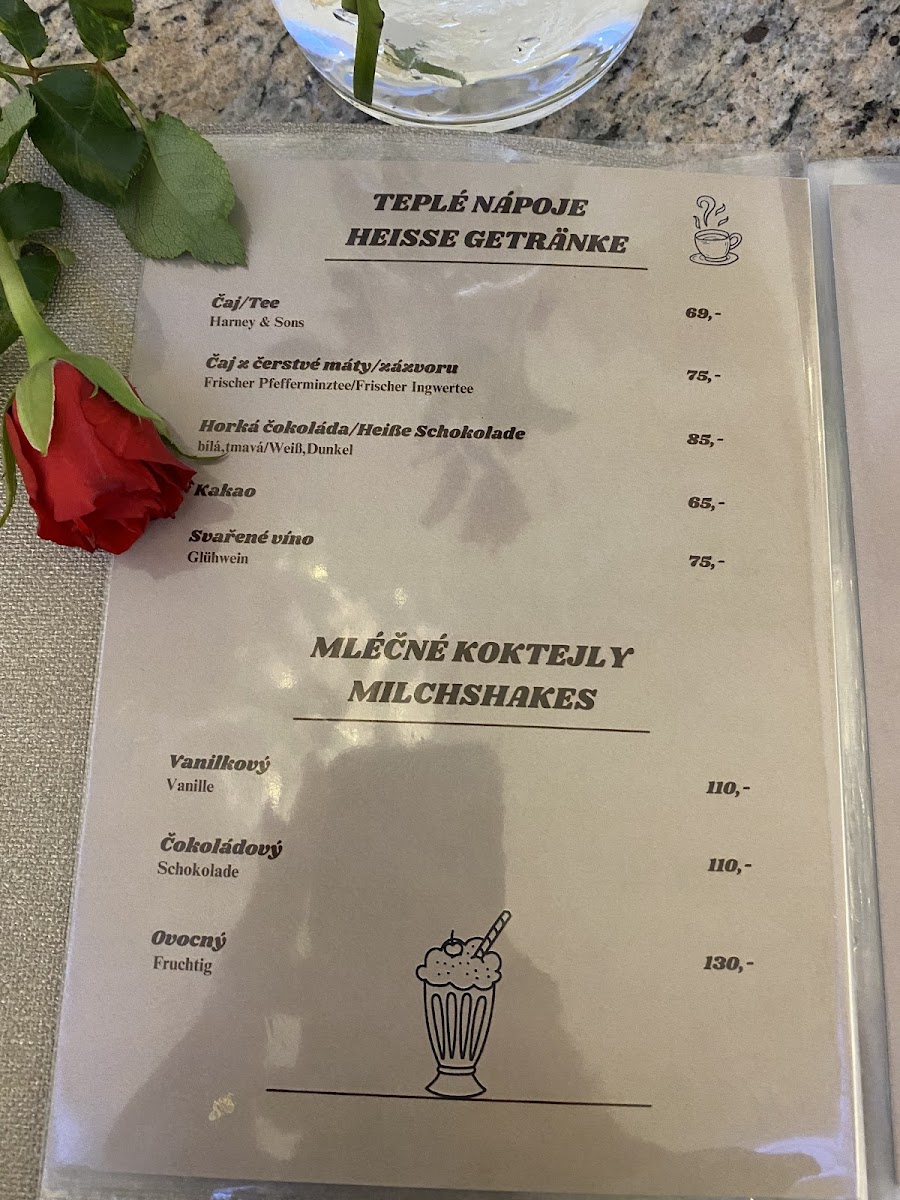 TEPLÉ NÁPOJE
HEISSE GETRÄNKE
Čaj/Tee
Harney & Sons
69,-
Čaj z čerstvé máty/zázvoru
Frischer Pfefferminztee/Frischer Ingwertee
75,-
Horká čokoláda/Heiße Schokolade
bílá,tmavá/Weiß,Dunkel
85,-
Kakao
65,-
Svařené víno
Glühwein
75,-
MLÉČNÉ KOKTEJLY
MILCHSHAKES
Vanilkový
Vanille
110,-
Čokoládový
Schokolade
110,-
Ovocný
Fruchtig
130,-